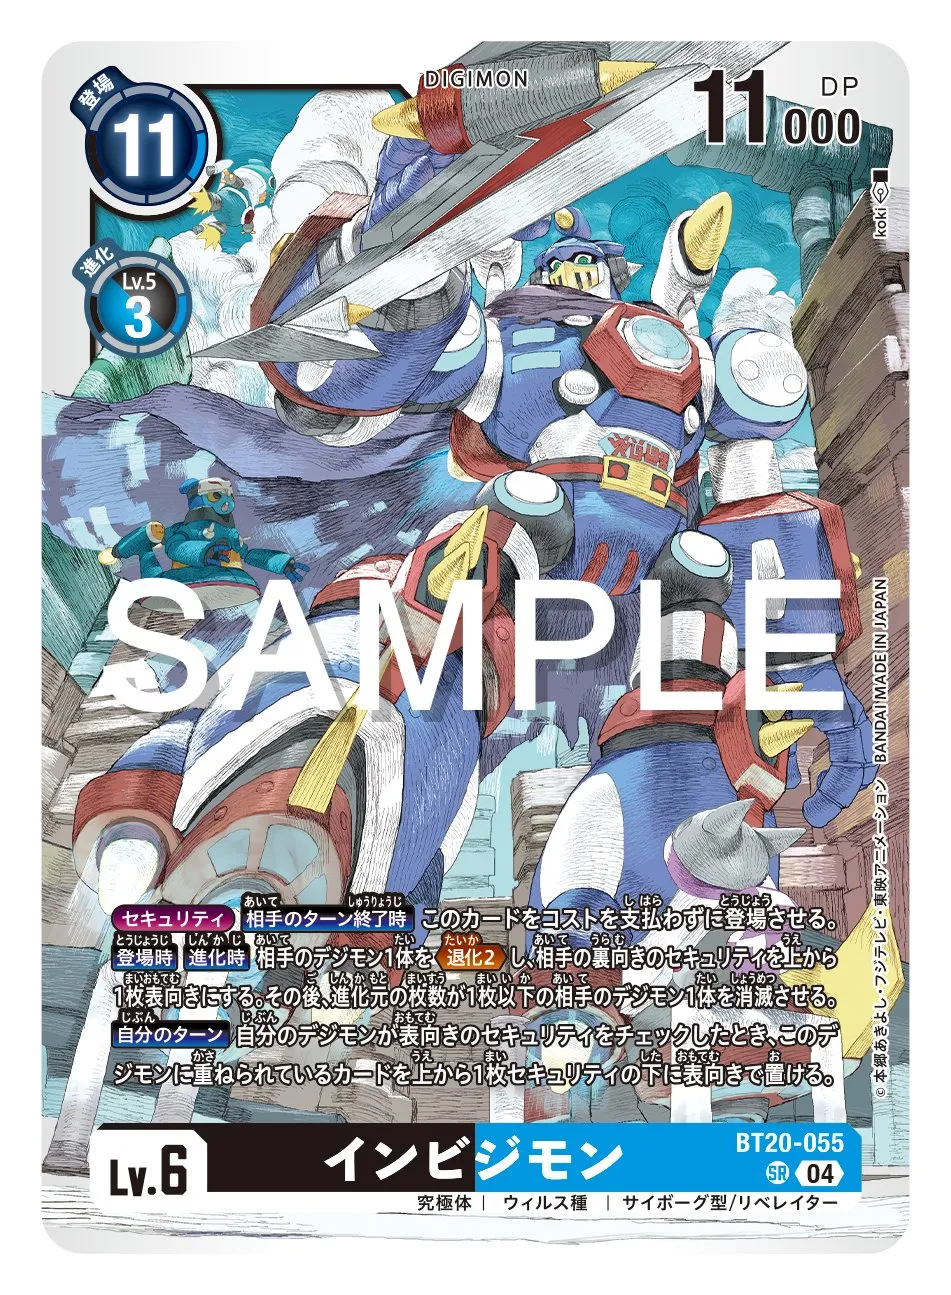 登場
11
DIGIMON
11000
DP
進化
Lv.5
3
koki
SAMPLE
BANDAI MADE IN JAPAN
© 本郷あきよし・フジテレビ・東映アニメーション
セキュリティ 相手のターン終了時 このカードをコストを支払わずに登場させる。
登場時 進化時 相手のデジモン1体を 退化2 し、相手の裏向きのセキュリティを上から
1枚表向きにする。その後、進化元の枚数が1枚以下の相手のデジモン1体を消滅させる。
自分のターン 自分のデジモンが表向きのセキュリティをチェックしたとき、このデ
ジモンに重ねられているカードを上から1枚セキュリティの下に表向きで置ける。
Lv.6
インビジモン
BT20-055
SR 04
究極体 | ウィルス種 | サイボーグ型/リベレイター